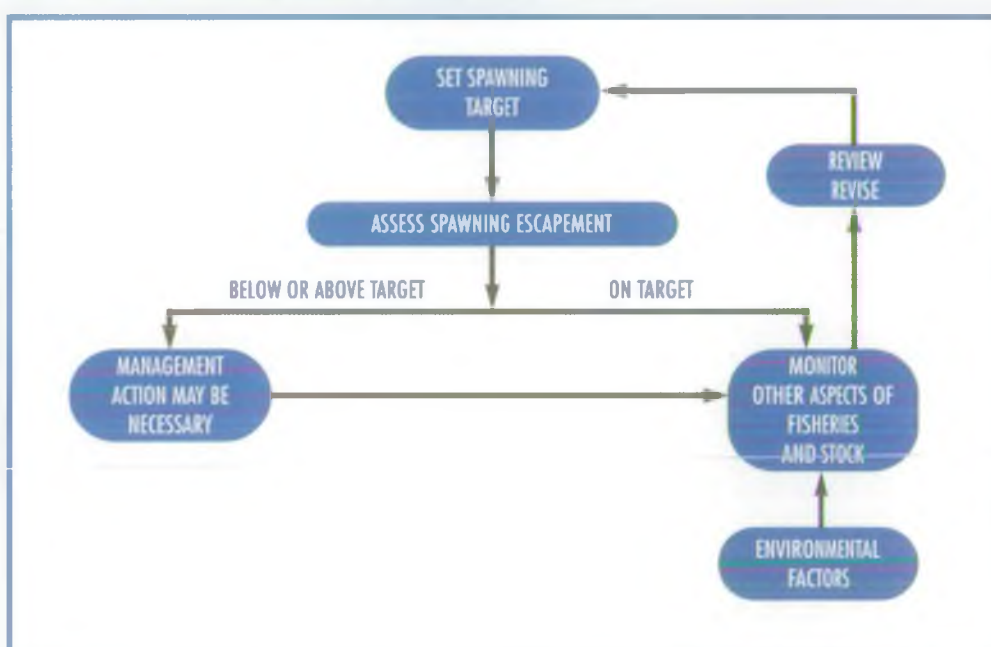 SET SPAWNING
TARGET
REVIEW
REVISE
ASSESS SPAWNING ESCAPEMENT
BELOW OR ABOVE TARGET
ON TARGET
MANAGEMENT
ACTION MAY BE
NECESSARY
MONITOR
OTHER ASPECTS OF
FISHERIES
AND STOCK
ENVIRONMENTAL
FACTORS